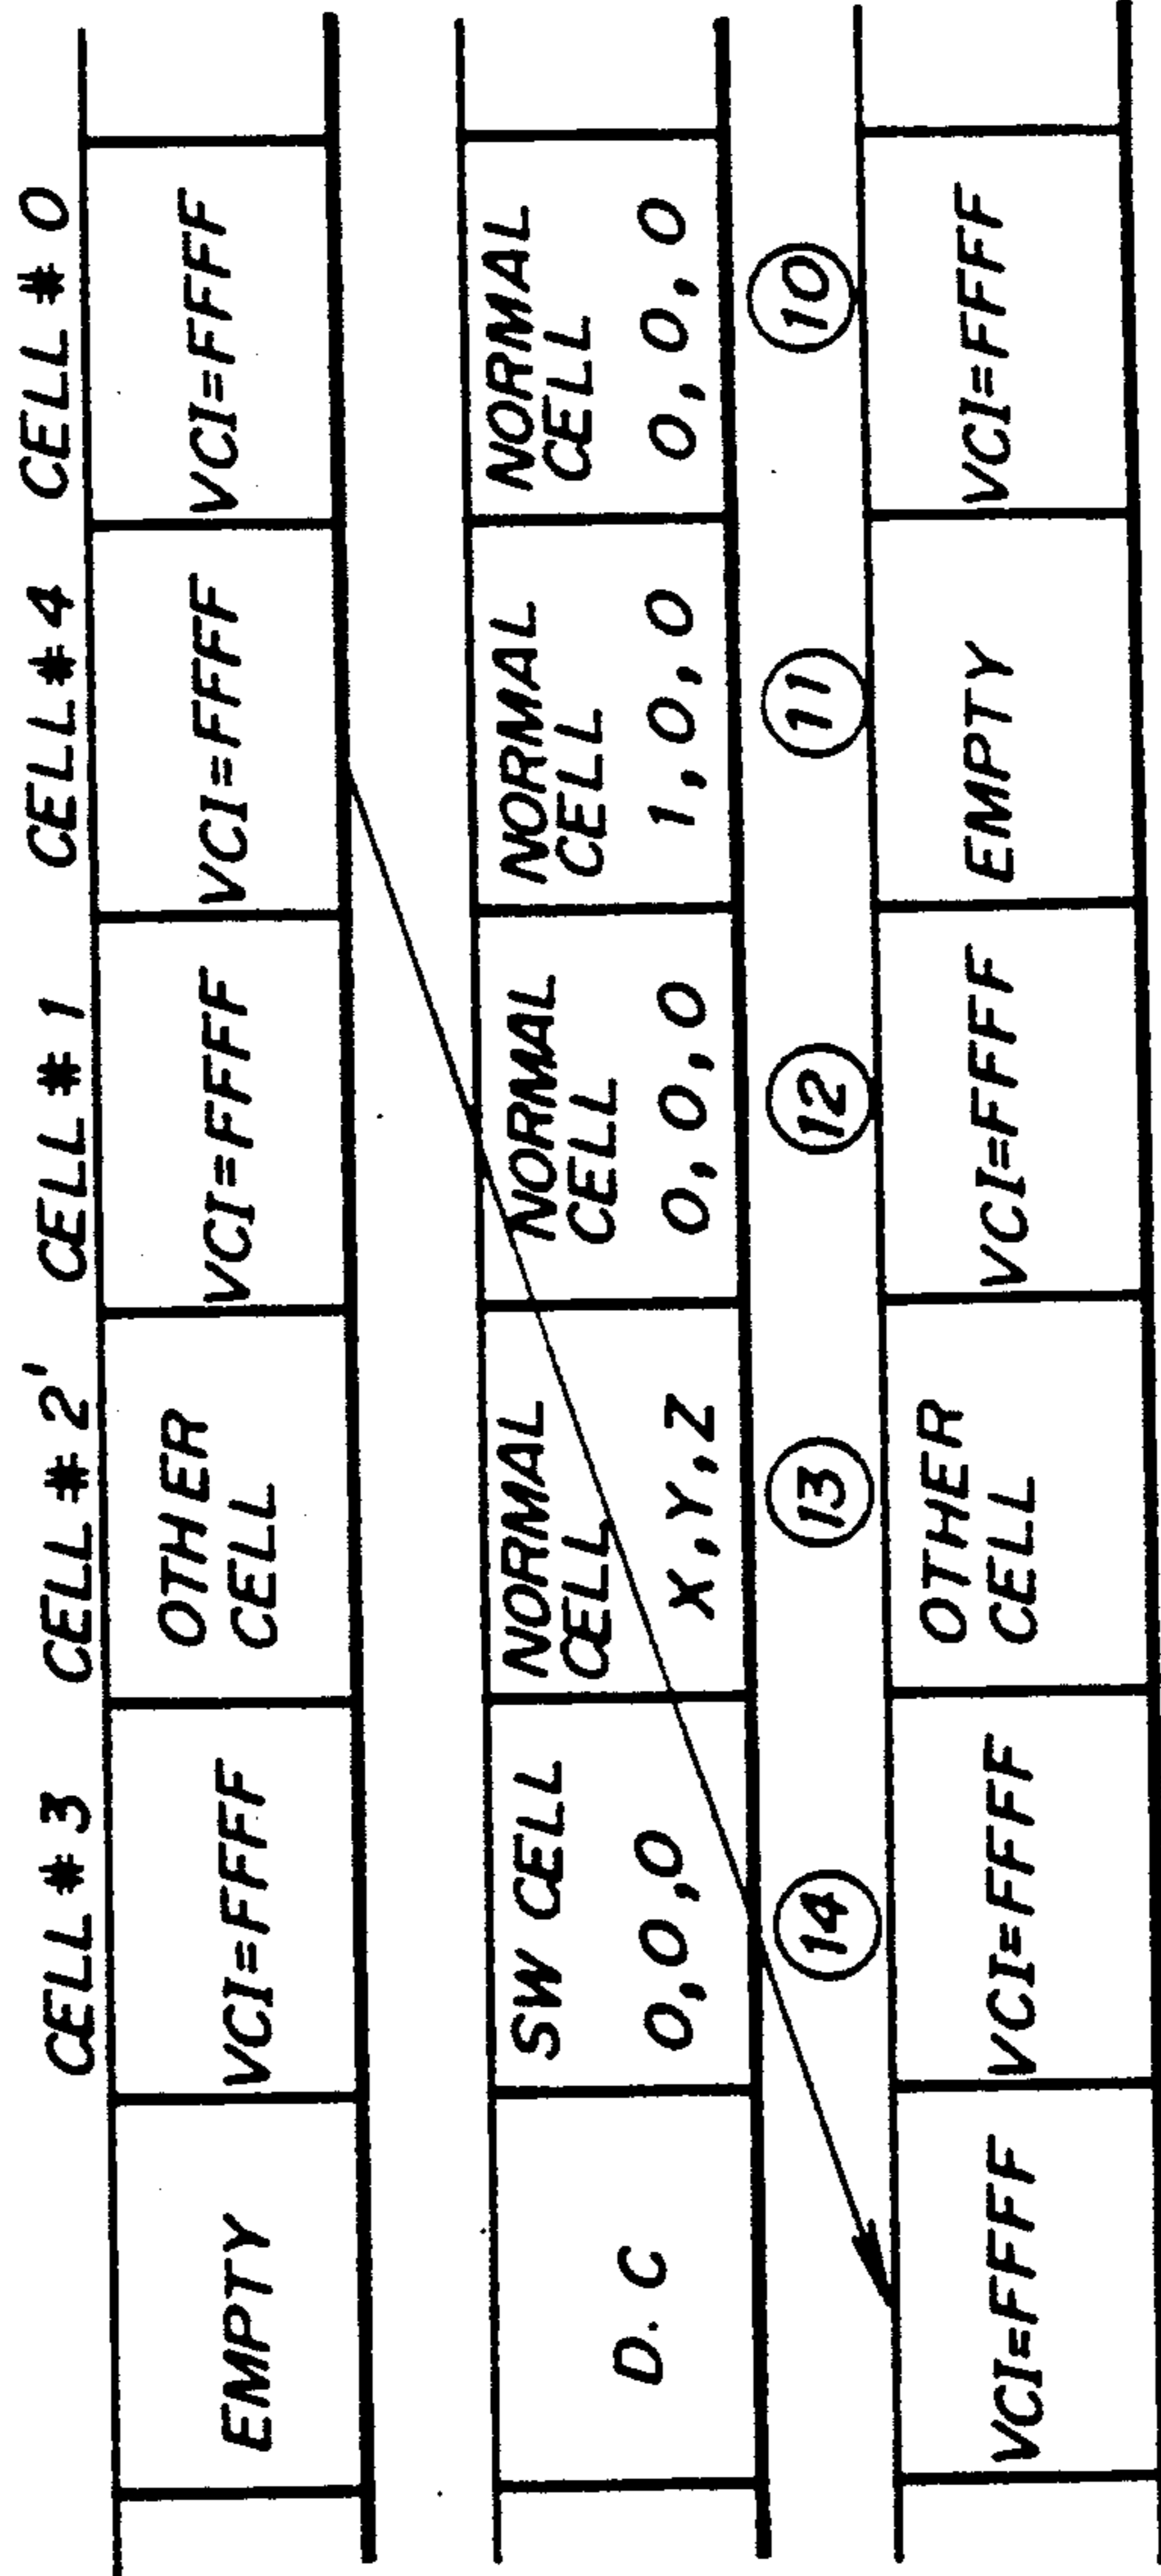 CELL #3 CELL #2' CELL #1 CELL #4 CELL #0
EMPTY
VCI=FFFF
OTHER
CELL
VCI=FFFF
VCI=FFFF
VCI=FFFF
D.C
SW CELL
0,0,0
NORMAL
CELL
X,Y,Z
NORMAL
CELL
0,0,0
NORMAL
CELL
1,0,0
NORMAL
CELL
0,0,0
14 13 12 11 10
VCI=FFFF
VCI=FFFF
OTHER
CELL
VCI=FFFF
EMPTY
VCI=FFFF